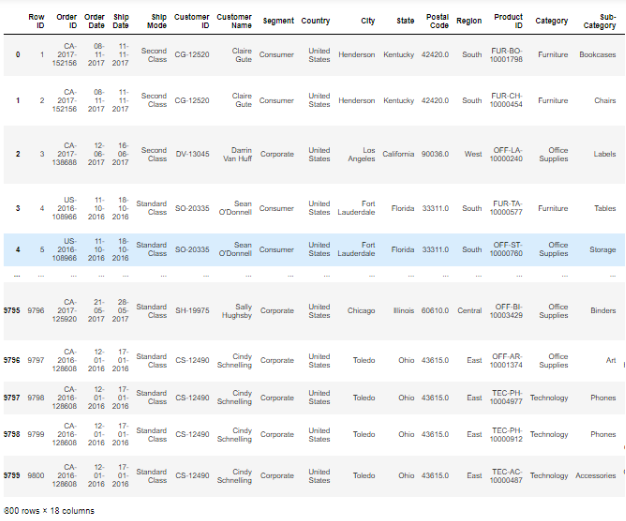 Row ID Order ID Order Date Ship Date Ship Mode Customer ID Customer Name Segment Country City State Postal Code Region Product ID Category Sub-Category
0 1 CA-2017-152156 08-11-2017 11-11-2017 Second Class CG-12520 Claire Gute Consumer United States Henderson Kentucky 42420.0 South FUR-BO-10001798 Furniture Bookcases
1 2 CA-2017-152156 08-11-2017 11-11-2017 Second Class CG-12520 Claire Gute Consumer United States Henderson Kentucky 42420.0 South FUR-CH-10000454 Furniture Chairs
2 3 CA-2017-138688 12-06-2017 16-06-2017 Second Class DV-13045 Darrin Van Huff Corporate United States Los Angeles California 90036.0 West OFF-LA-10000240 Office Supplies Labels
3 4 US-2016-108966 11-10-2016 18-10-2016 Standard Class SO-20335 Sean O'Donnell Consumer United States Fort Lauderdale Florida 33311.0 South FUR-TA-10000577 Furniture Tables
4 5 US-2016-108966 11-10-2016 18-10-2016 Standard Class SO-20335 Sean O'Donnell Consumer United States Fort Lauderdale Florida 33311.0 South OFF-ST-10000760 Office Supplies Storage
... ... ... ... ... ... ... ... ... ... ... ... ... ... ... ... ...
9795 9796 CA-2017-125920 21-05-2017 28-05-2017 Standard Class SH-19975 Sally Hughsby Corporate United States Chicago Illinois 60610.0 Central OFF-BI-10003429 Office Supplies Binders
9796 9797 CA-2016-128608 12-01-2016 17-01-2016 Standard Class CS-12490 Cindy Schnelling Corporate United States Toledo Ohio 43615.0 East OFF-AR-10001374 Office Supplies Art
9797 9798 CA-2016-128608 12-01-2016 17-01-2016 Standard Class CS-12490 Cindy Schnelling Corporate United States Toledo Ohio 43615.0 East TEC-PH-10004977 Technology Phones
9798 9799 CA-2016-128608 12-01-2016 17-01-2016 Standard Class CS-12490 Cindy Schnelling Corporate United States Toledo Ohio 43615.0 East TEC-PH-10000912 Technology Phones
9799 9800 CA-2016-128608 12-01-2016 17-01-2016 Standard Class CS-12490 Cindy Schnelling Corporate United States Toledo Ohio 43615.0 East TEC-AC-10000487 Technology Accessories
800 rows × 18 columns